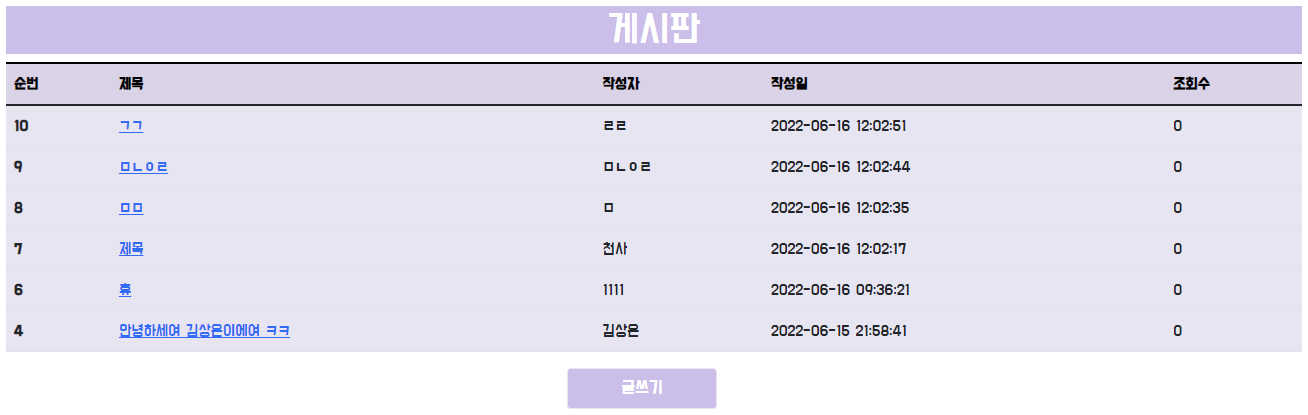 게시판
순번 제목 작성자 작성일 조회수
10 ㄱㄱ ㄹㄹ 2022-06-16 12:02:51 0
9 ㅁㄴㅇㄹ ㅁㄴㅇㄹ 2022-06-16 12:02:44 0
8 ㅁㅁ ㅁ 2022-06-16 12:02:35 0
7 제목 천사 2022-06-16 12:02:17 0
6 휴 1111 2022-06-16 09:36:21 0
4 안녕하세여 김상은이에여 ㅋㅋ 김상은 2022-06-15 21:58:41 0
글쓰기